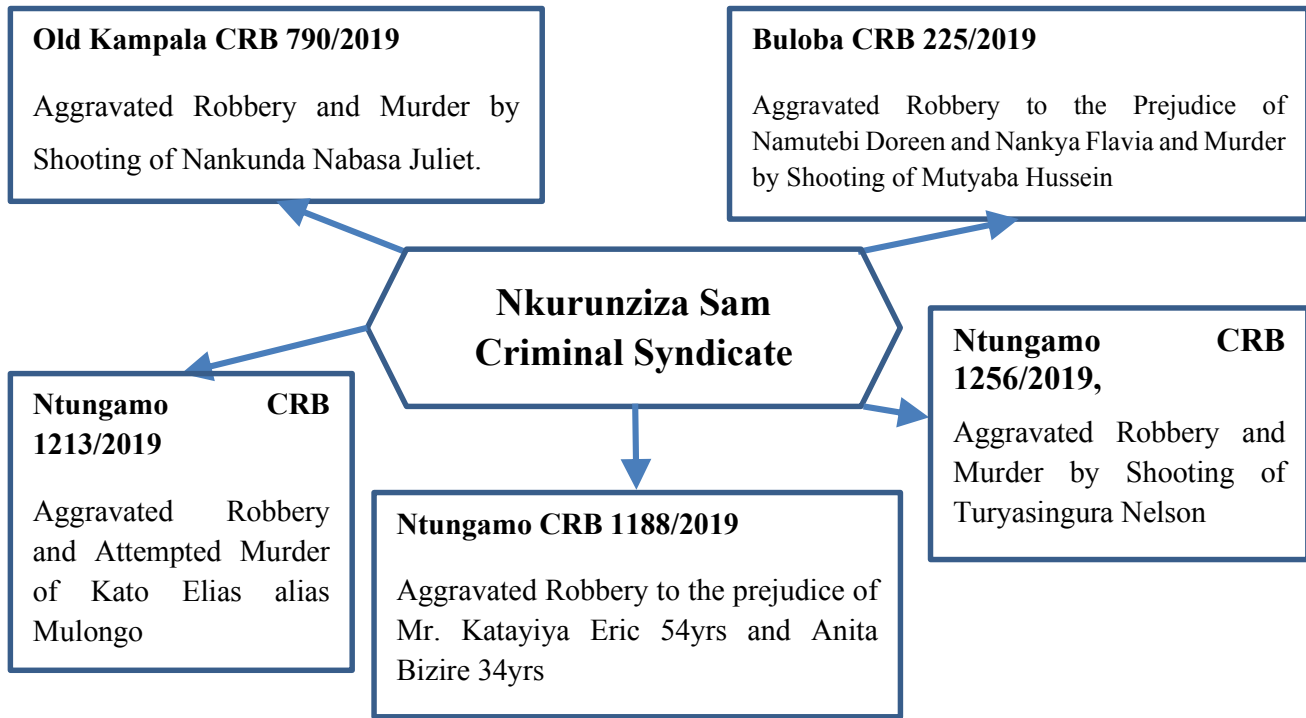 Old Kampala CRB 790/2019
Aggravated Robbery and Murder by
Shooting of Nankunda Nabasa Juliet.
Buloba CRB 225/2019
Aggravated Robbery to the Prejudice of
Namutebi Doreen and Nankya Flavia and Murder
by Shooting of Mutyaba Hussein
Nkurunziza Sam
Criminal Syndicate
Ntungamo CRB
1213/2019
Aggravated Robbery
and Attempted Murder
of Kato Elias alias
Mulongo
Ntungamo CRB 1188/2019
Aggravated Robbery to the prejudice of
Mr. Katayiya Eric 54yrs and Anita
Bizire 34yrs
Ntungamo CRB
1256/2019,
Aggravated Robbery and
Murder by Shooting of
Turyasingura Nelson